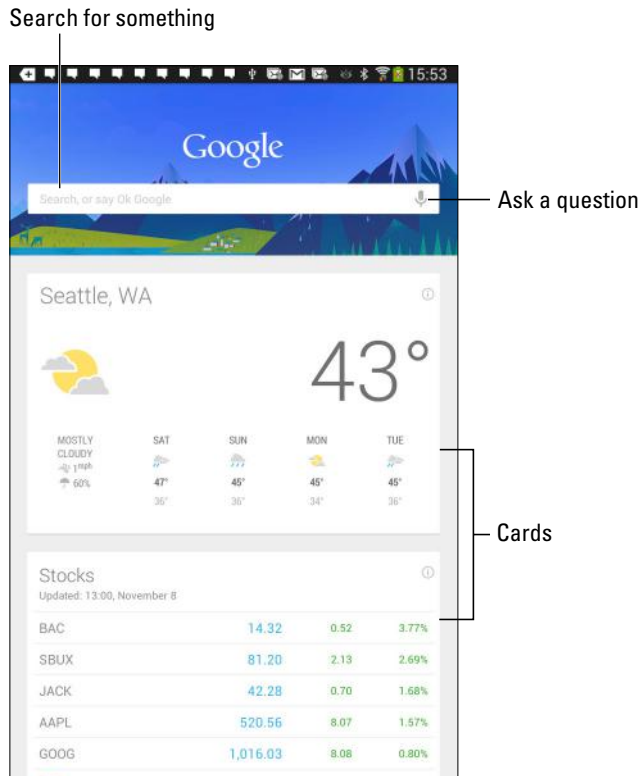 Search for something
15:53
Google
Search, or say Ok Google
Ask a question
Seattle, WA
43°
MOSTLY CLOUDY
1 mph
60%
SAT SUN MON TUE
47° 45° 45° 45°
36° 36° 34° 36°
Cards
Stocks
Updated: 13:00, November 8
BAC 14.32 0.52 3.77%
SBUX 81.20 2.13 2.69%
JACK 42.28 0.70 1.68%
AAPL 520.56 8.07 1.57%
GOOG 1,016.03 8.08 0.80%